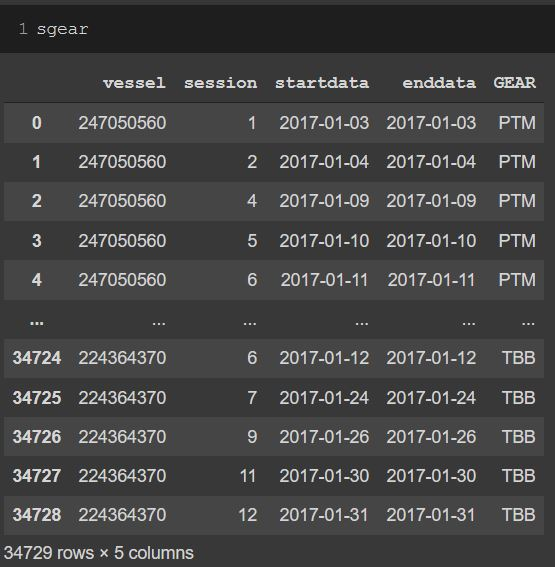 1 sgear
vessel session startdata enddata GEAR
0 247050560 1 2017-01-03 2017-01-03 PTM
1 247050560 2 2017-01-04 2017-01-04 PTM
2 247050560 4 2017-01-09 2017-01-09 PTM
3 247050560 5 2017-01-10 2017-01-10 PTM
4 247050560 6 2017-01-11 2017-01-11 PTM
... ... ... ... ... ...
34724 224364370 6 2017-01-12 2017-01-12 TBB
34725 224364370 7 2017-01-24 2017-01-24 TBB
34726 224364370 9 2017-01-26 2017-01-26 TBB
34727 224364370 11 2017-01-30 2017-01-30 TBB
34728 224364370 12 2017-01-31 2017-01-31 TBB
34729 rows × 5 columns